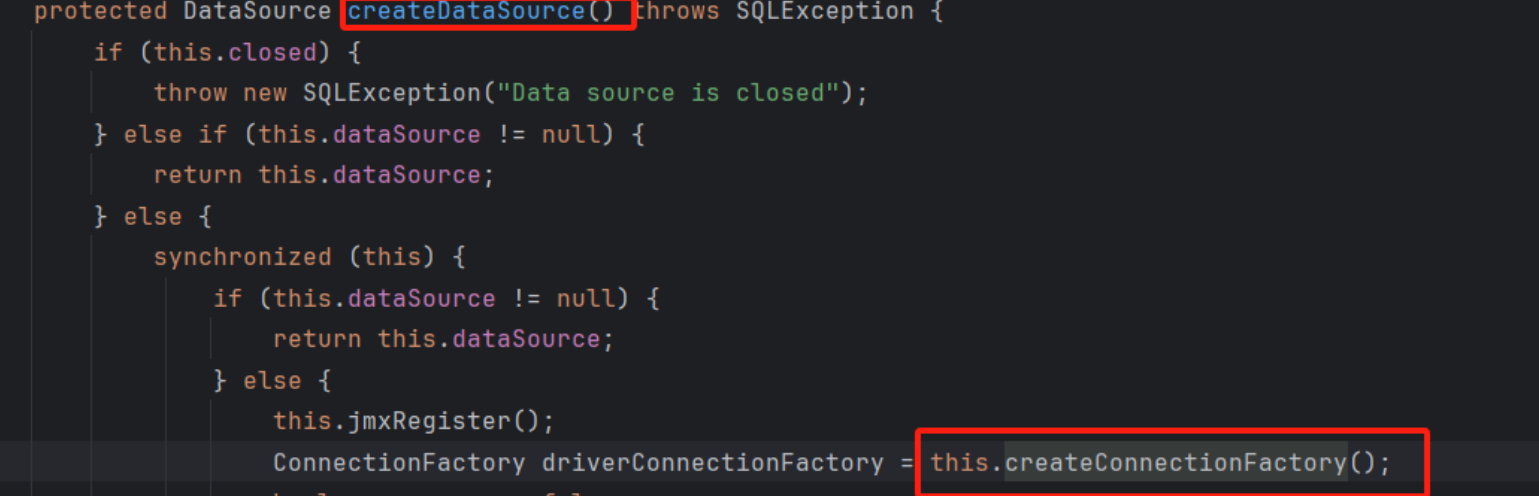 protected DataSource createDataSource() throws SQLException {
if (this.closed) {
throw new SQLException("Data source is closed");
} else if (this.dataSource != null) {
return this.dataSource;
} else {
synchronized (this) {
if (this.dataSource != null) {
return this.dataSource;
} else {
this.jmxRegister();
ConnectionFactory driverConnectionFactory = this.createConnectionFactory();